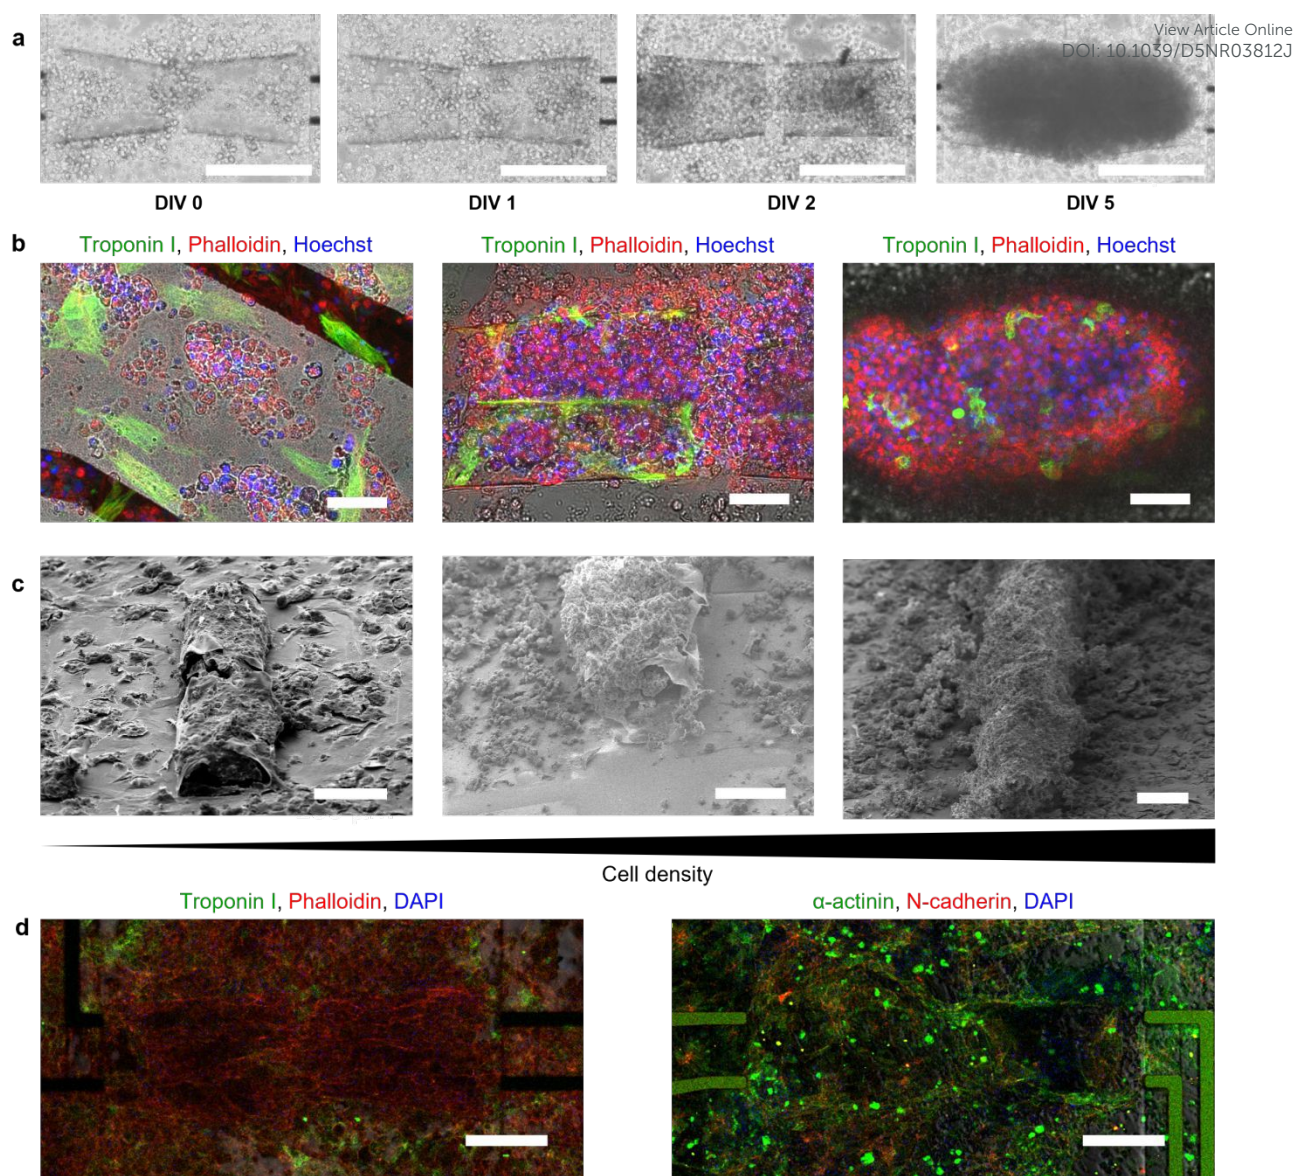 View Article Online
DOI: 10.1039/D5NR03812J
a
DIV 0
DIV 1
DIV 2
DIV 5
b
Troponin I, Phalloidin, Hoechst
Troponin I, Phalloidin, Hoechst
Troponin I, Phalloidin, Hoechst
c
Cell density
Troponin I, Phalloidin, DAPI
α-actinin, N-cadherin, DAPI
d